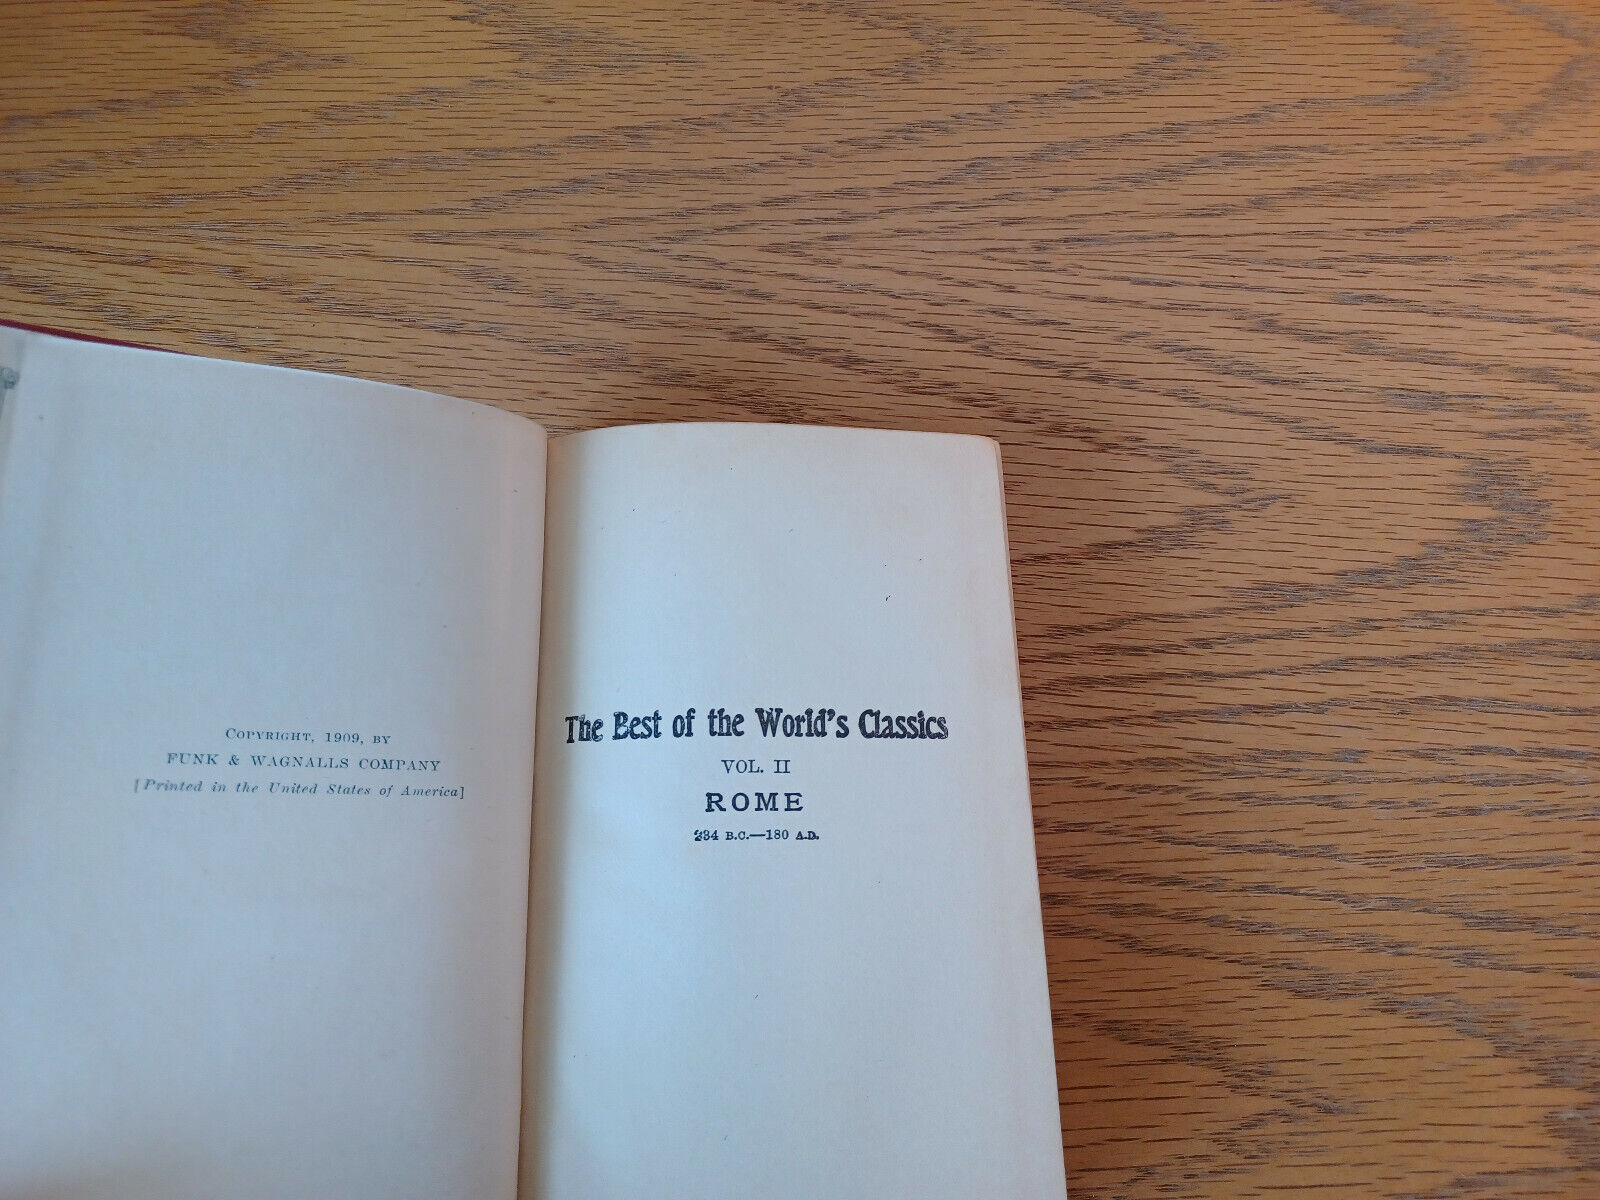 COPYRIGHT, 1909, BY
FUNK & WAGNALLS COMPANY
[Printed in the United States of America]
The Best of the World's Classics
VOL. II
ROME
234 B.C.—180 A.D.